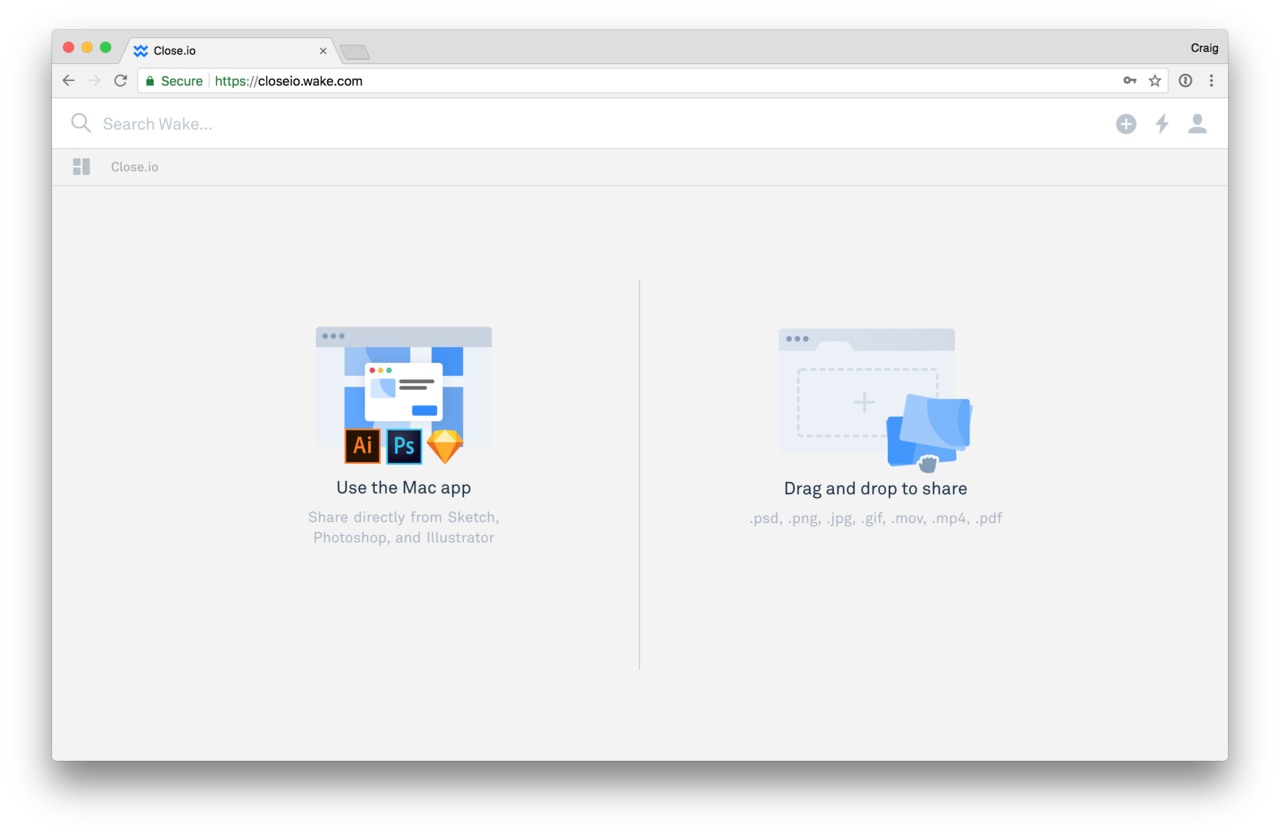 Close.io
Craig
Secure https://closeio.wake.com
Search Wake...
Close.io
Ai Ps
Use the Mac app
Share directly from Sketch,
Photoshop, and Illustrator
Drag and drop to share
.psd, .png, .jpg, .gif, .mov, .mp4, .pdf